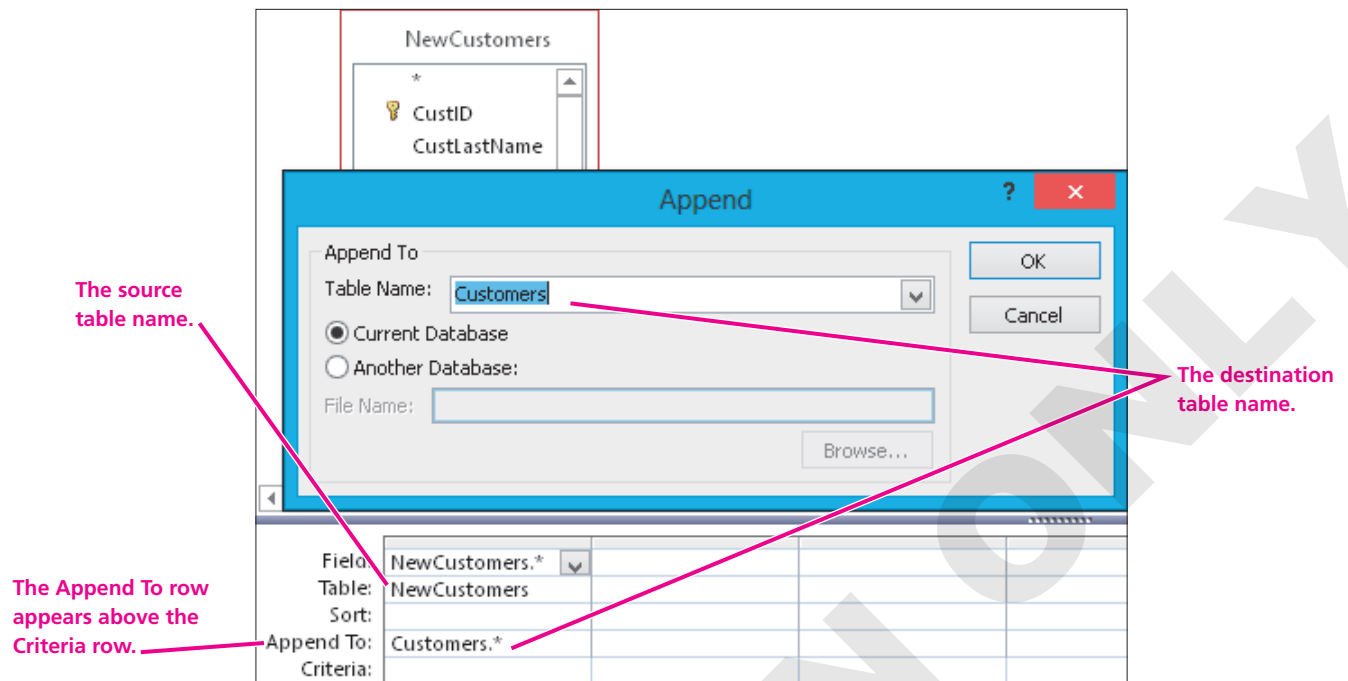 NewCustomers
*
CustID
CustLastName
Append
?
×
Append To
Table Name:
Customers
Current Database
Another Database:
File Name:
Browse...
OK
Cancel
The source
table name.
The destination
table name.
Field:
NewCustomers.*
Table:
NewCustomers
Sort:
Append To:
Customers.*
Criteria:
The Append To row
appears above the
Criteria row.
ONLY